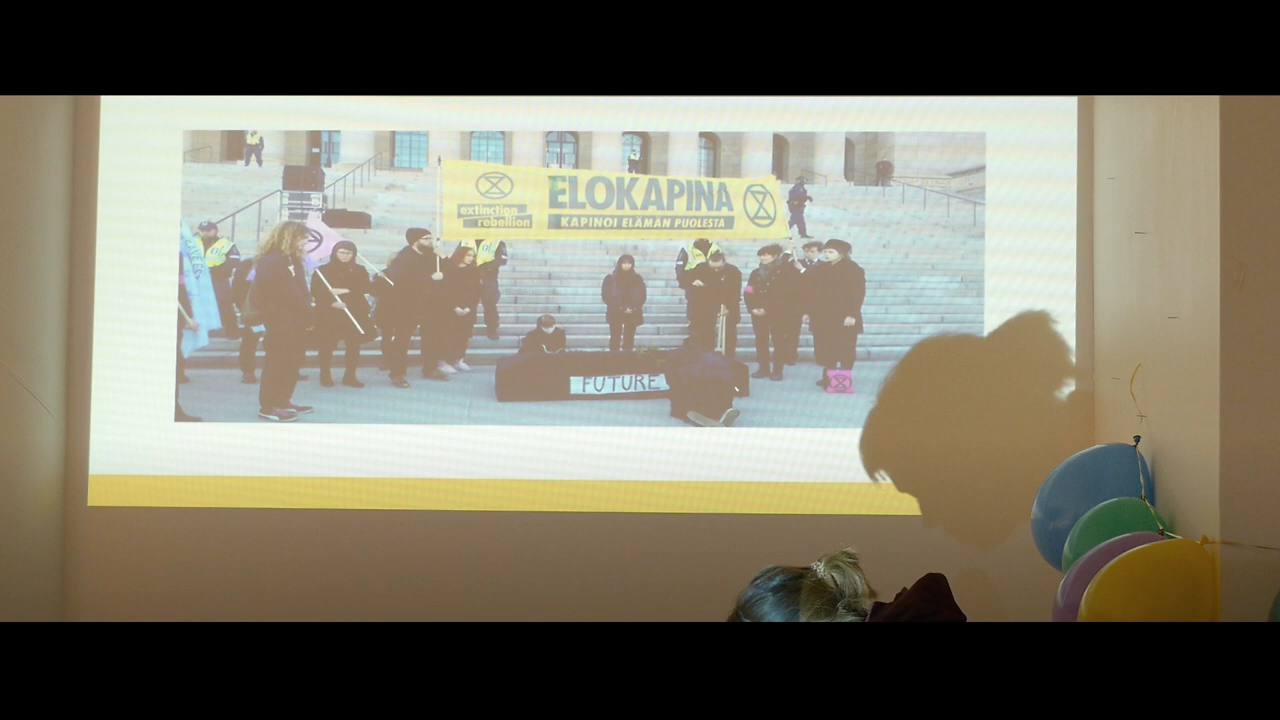 ELOKAPINA
extinction
rebellion
KAPINOI ELÄMÄN PUOLESTA
FUTURE